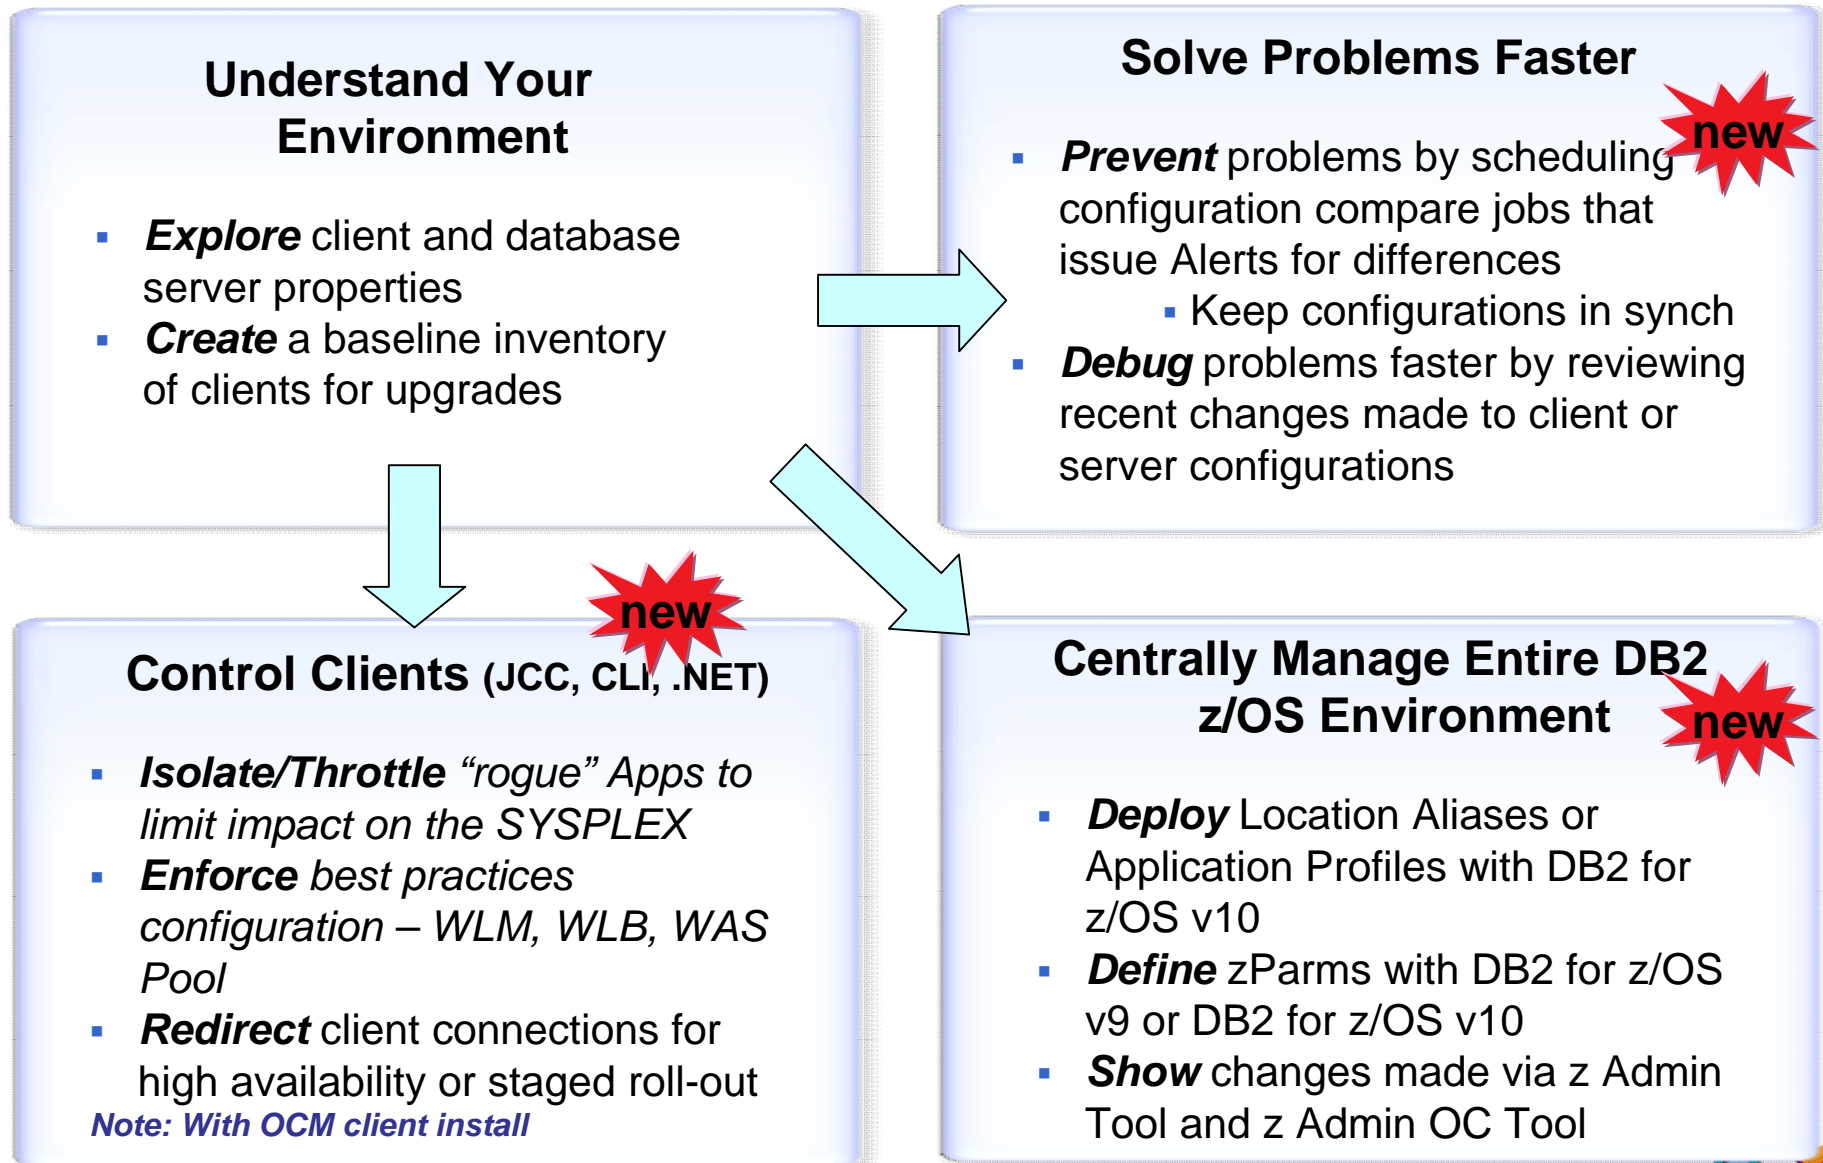 Understand Your
Environment
▪ Explore client and database
server properties
▪ Create a baseline inventory
of clients for upgrades
Solve Problems Faster
new
▪ Prevent problems by scheduling
configuration compare jobs that
issue Alerts for differences
▪ Keep configurations in synch
▪ Debug problems faster by reviewing
recent changes made to client or
server configurations
new
Control Clients (JCC, CLI, .NET)
▪ Isolate/Throttle “rogue” Apps to
limit impact on the SYSPLEX
▪ Enforce best practices
configuration – WLM, WLB, WAS
Pool
▪ Redirect client connections for
high availability or staged roll-out
Note: With OCM client install
Centrally Manage Entire DB2
z/OS Environment
new
▪ Deploy Location Aliases or
Application Profiles with DB2 for
z/OS v10
▪ Define zParms with DB2 for z/OS
v9 or DB2 for z/OS v10
▪ Show changes made via z Admin
Tool and z Admin OC Tool